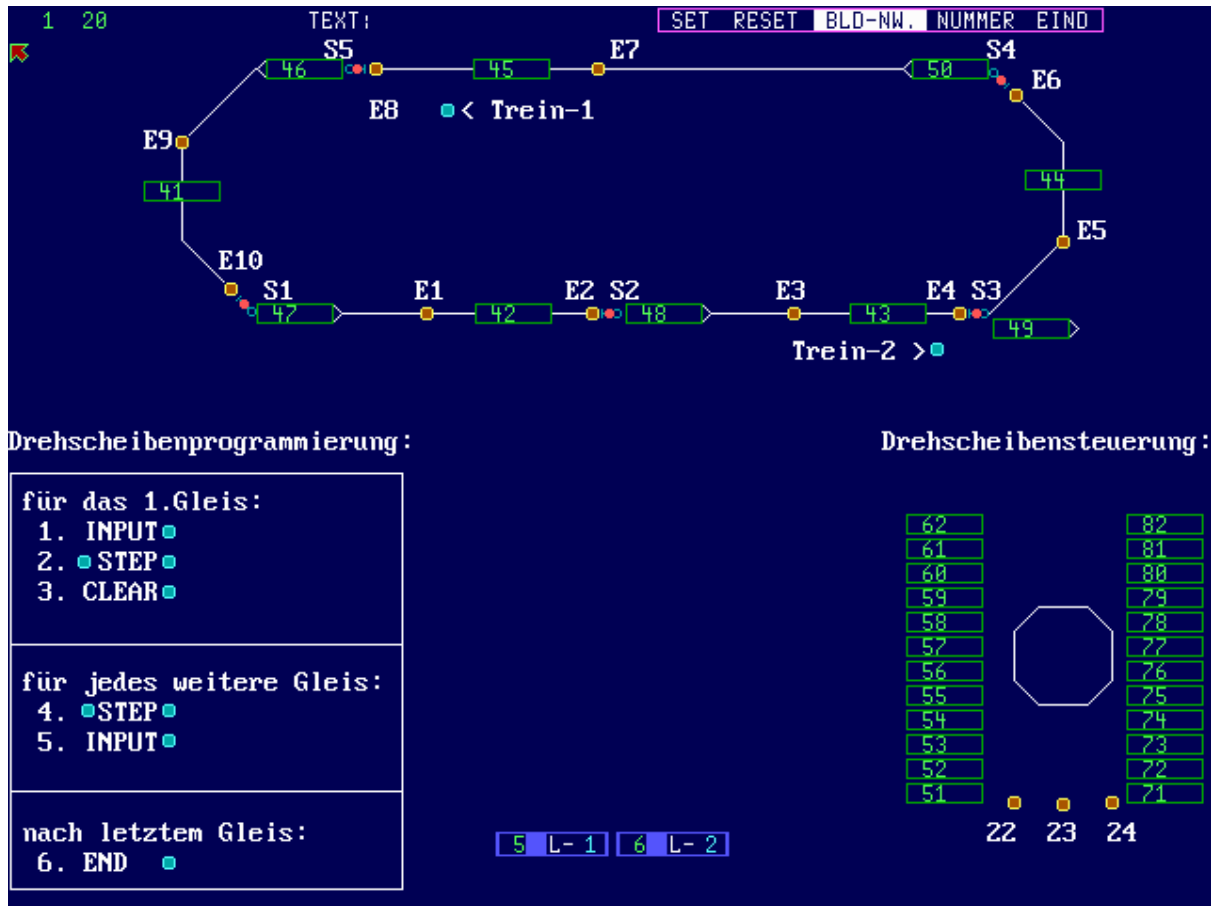 1 20 TEXT: SET RESET BLD-NW. NUMMER EIND
S5 E7 S4
46 45 50
E6
E8 < Trein-1
E9
41 44
E5
E10
S1 E1 E2 S2 E3 E4 S3
47 42 48 43
49
Trein-2 >
Drehscheibenprogrammierung: Drehscheibensteuerung:
für das 1.Gleis:
1. INPUT
2. STEP
3. CLEAR
für jedes weitere Gleis:
4. STEP
5. INPUT
nach letztem Gleis:
6. END
5 L- 1 6 L- 2
62 82
61 81
60 80
59 79
58 78
57 77
56 76
55 75
54 74
53 73
52 72
51 71
22 23 24